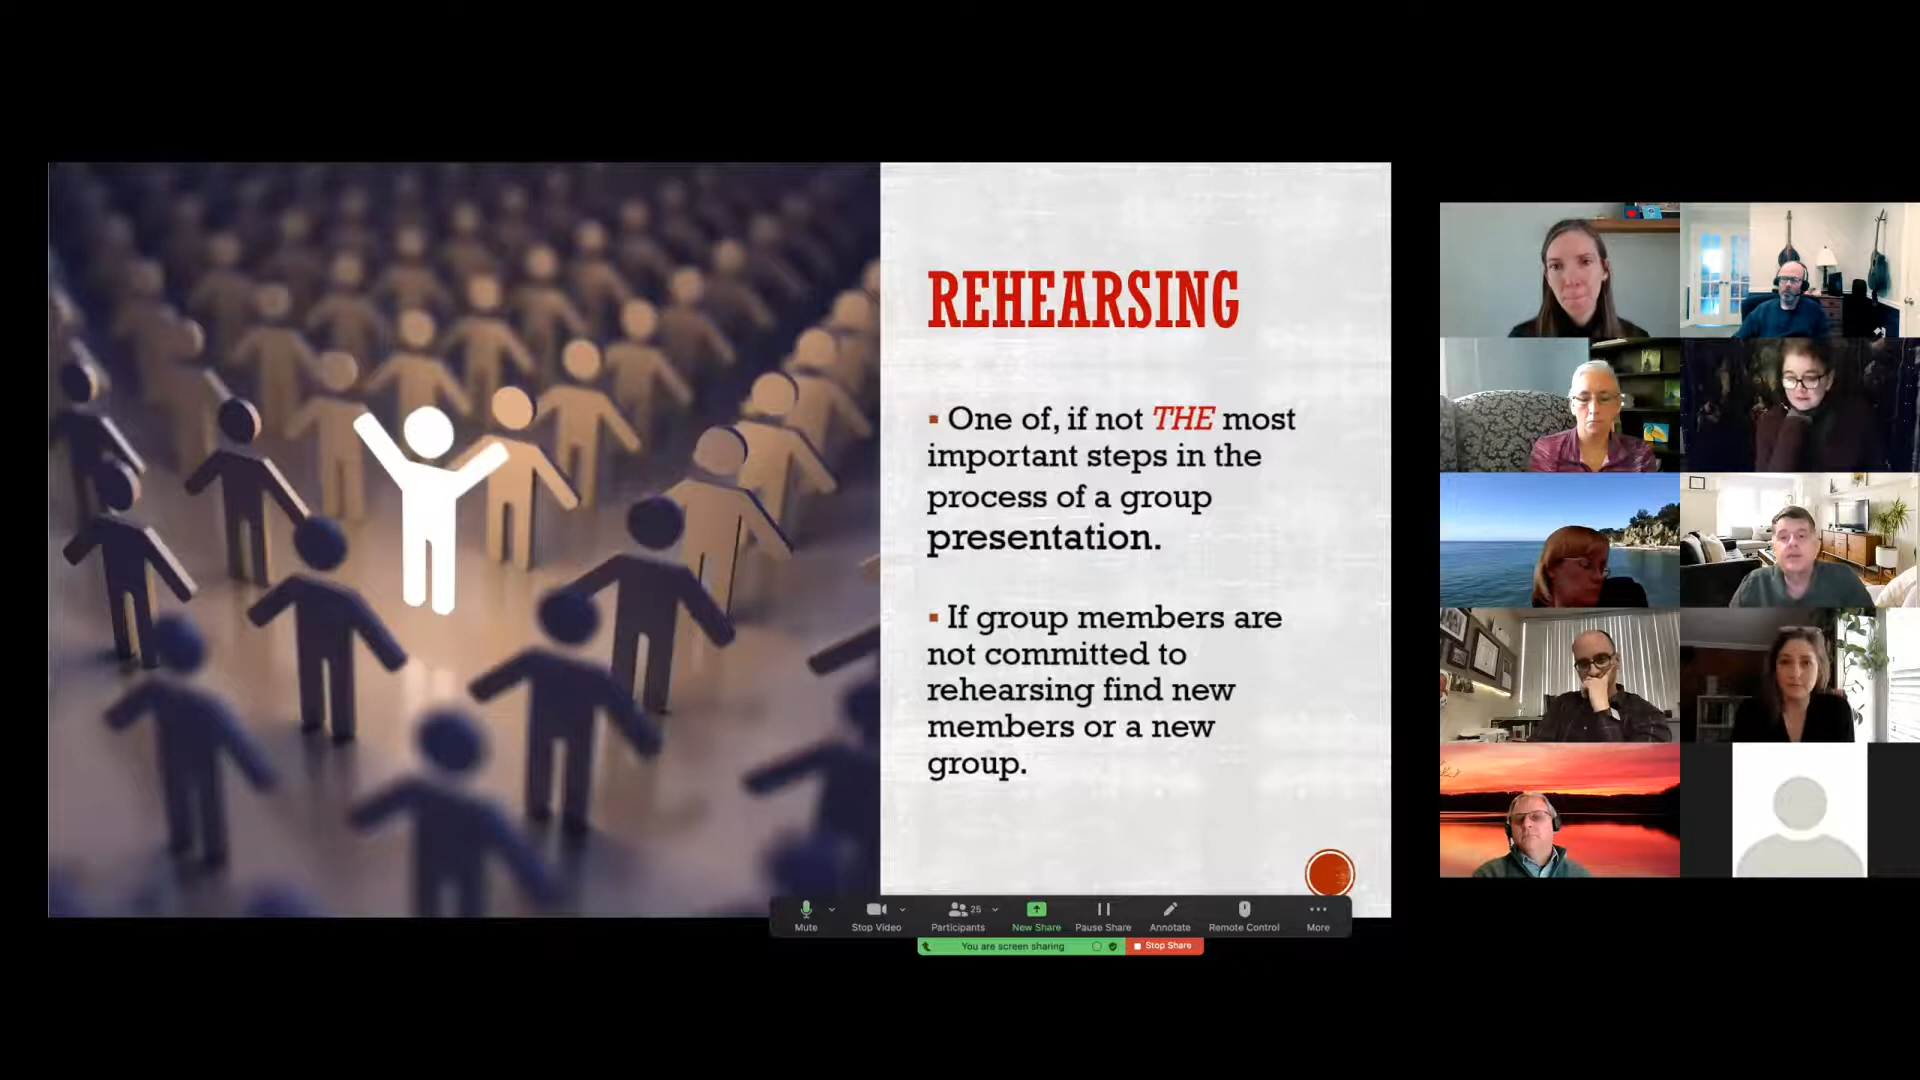 REHEARSING
▪ One of, if not THE most
important steps in the
process of a group
presentation.
▪ If group members are
not committed to
rehearsing find new
members or a new
group.
25
Mute
Stop Video
Participants
New Share
Pause Share
Annotate
Remote Control
More
You are screen sharing
Stop Share